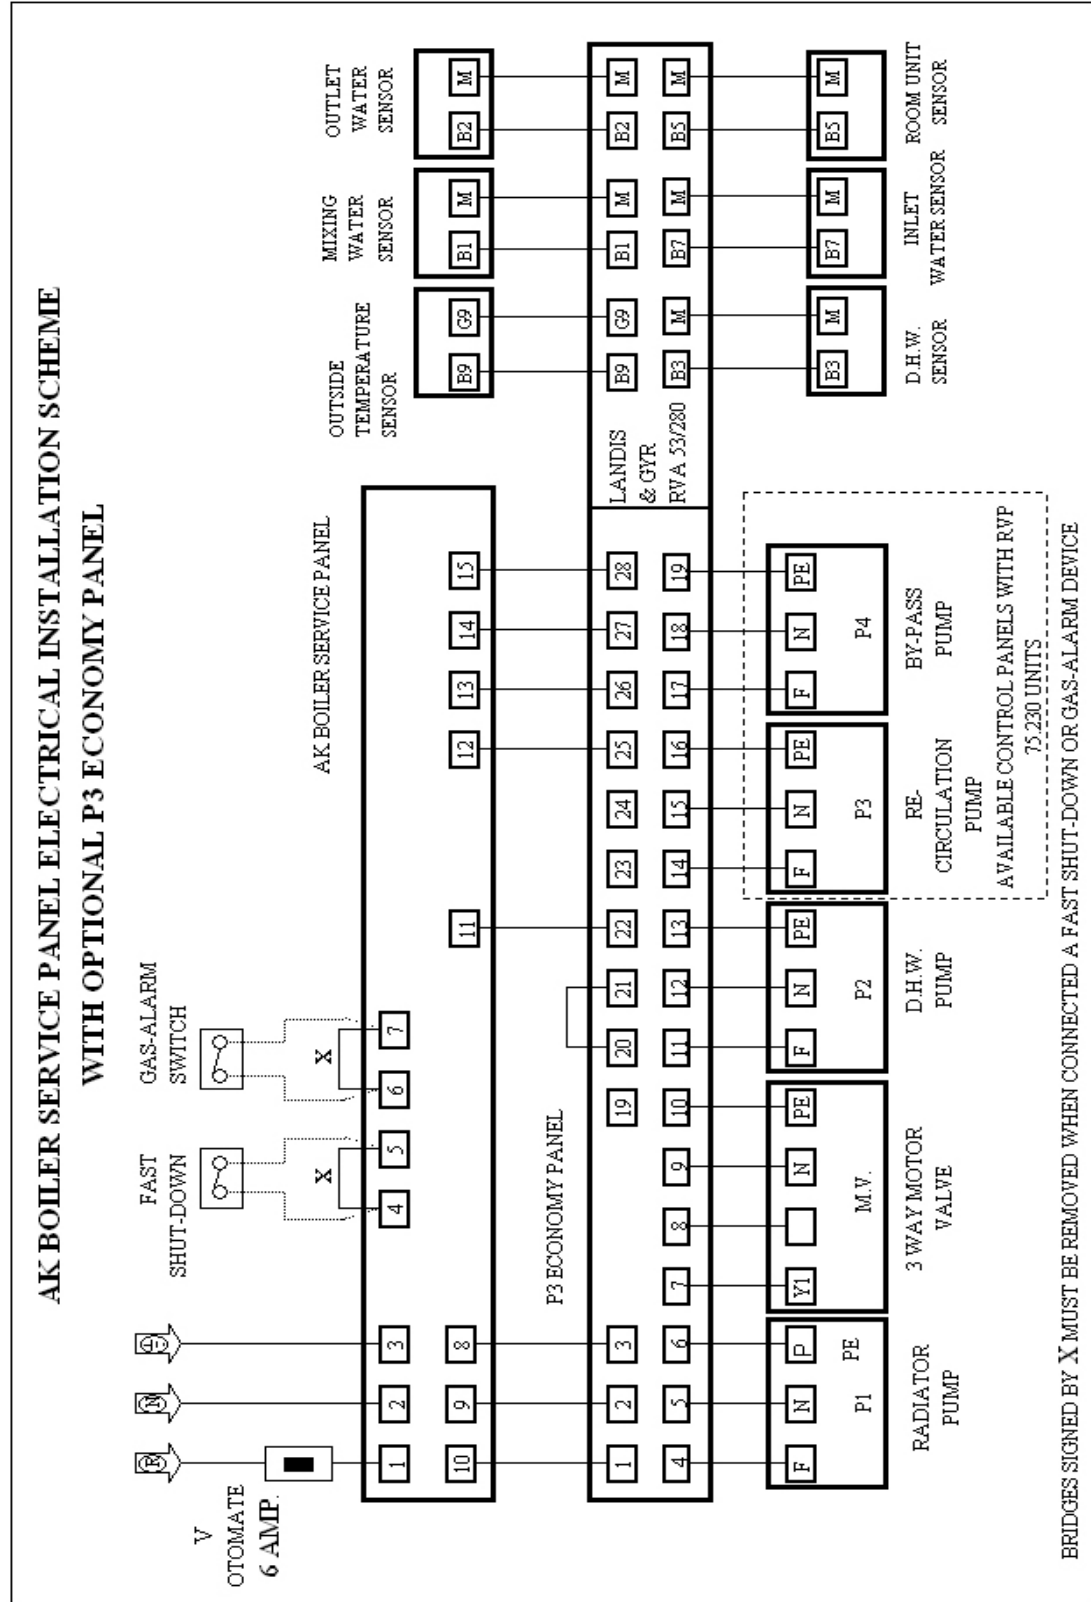 AK BOILER SERVICE PANEL ELECTRICAL INSTALLATION SCHEME
WITH OPTIONAL P3 ECONOMY PANEL
R
N
V
OTOMATE
6 AMP.
FAST
SHUT-DOWN
GAS-ALARM
SWITCH
X
X
1
2
3
4
5
6
7
10
9
8
11
12
13
14
15
AK BOILER SERVICE PANEL
OUTSIDE
TEMPERATURE
SENSOR
B9
G9
MIXING
WATER
SENSOR
B1
M
OUTLET
WATER
SENSOR
B2
M
P3 ECONOMY PANEL
1
2
3
19
20
21
22
23
24
25
26
27
28
4
5
6
7
8
9
10
11
12
13
14
15
16
17
18
19
LANDIS
& GYR
RVA 53/280
B9
G9
B1
M
B2
M
B3
M
B7
M
B5
M
F
N
P
P1
PE
RADIATOR
PUMP
Y1
N
PE
M.V.
3 WAY MOTOR
VALVE
F
N
PE
P2
D.H.W.
PUMP
F
N
PE
P3
RE-
CIRCULATION
PUMP
F
N
PE
P4
BY-PASS
PUMP
AVAILABLE CONTROL PANELS WITH RVP
75.230 UNITS
B3
M
D.H.W.
SENSOR
B7
M
INLET
WATER SENSOR
B5
M
ROOM UNIT
SENSOR
BRIDGES SIGNED BY X MUST BE REMOVED WHEN CONNECTED A FAST SHUT-DOWN OR GAS-ALARM DEVICE